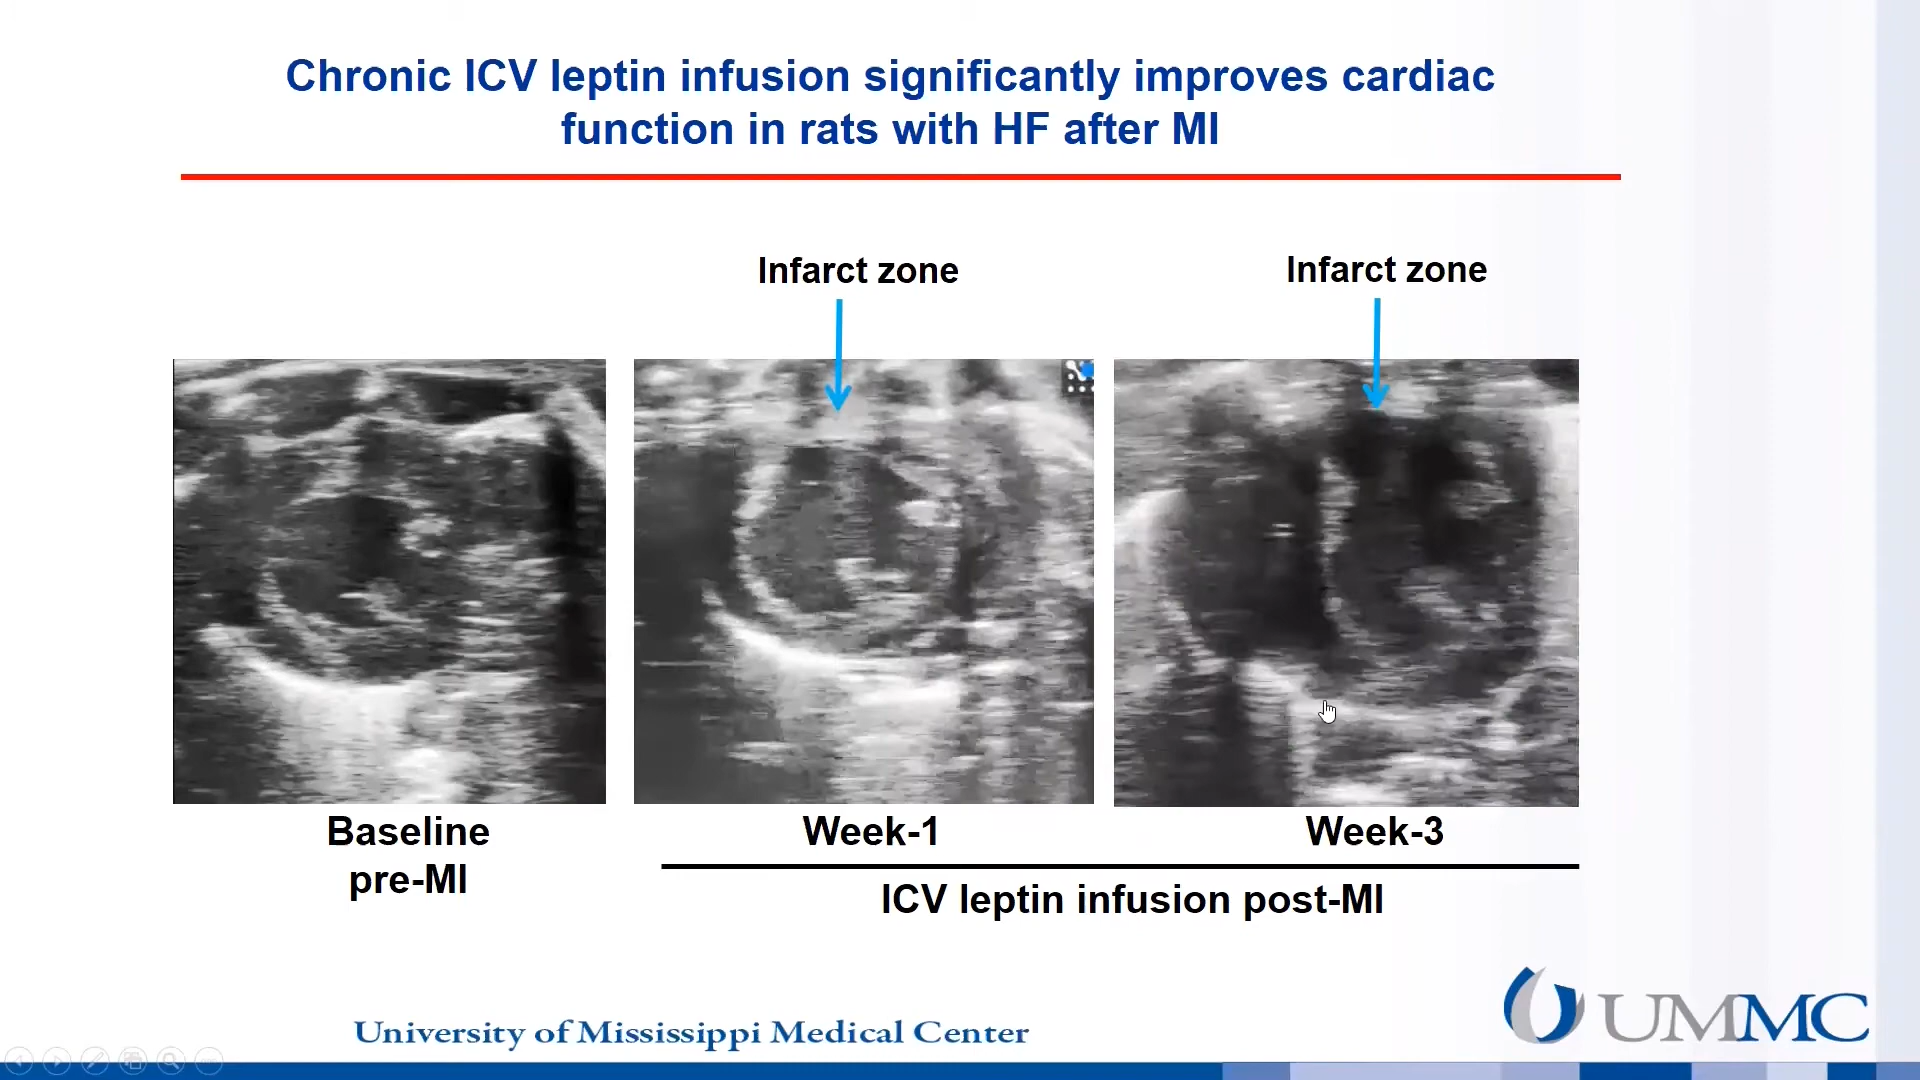 Chronic ICV leptin infusion significantly improves cardiac
function in rats with HF after MI
Infarct zone
Infarct zone
Baseline
pre-MI
Week-1
Week-3
ICV leptin infusion post-MI
University of Mississippi Medical Center
UMMC